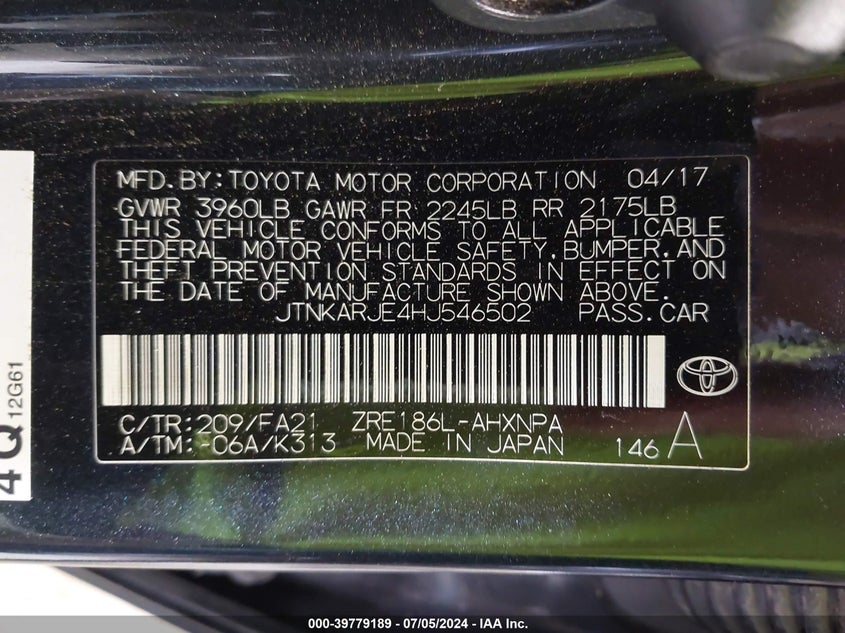 MFD.BY:TOYOTA MOTOR CORPORATION 04/17
GVWR 3960LB GAWR FR 2245LB RR 2175LB
THIS VEHICLE CONFORMS TO ALL APPLICABLE
FEDERAL MOTOR VEHICLE SAFETY,BUMPER,AND
THEFT PREVENTION STANDARDS IN EFFECT ON
THE DATE OF MANUFACTURE SHOWN ABOVE.
JTNKARJE4HJ546502 PASS.CAR
C/TR:209/FA21 ZRE186L-AHXNPA
A/TM:-06A/K313 MADE IN JAPAN 146 A
4Q 12G61
000-39779189 - 07/05/2024 - IAA Inc.